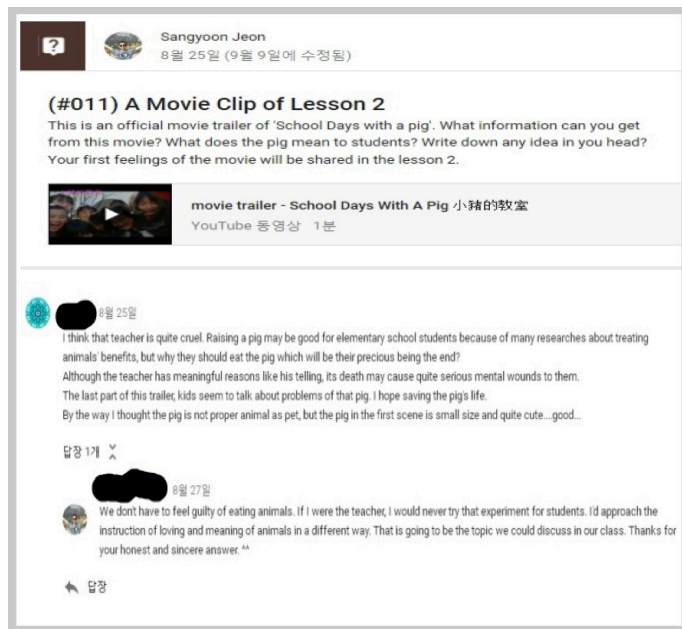 Sangyoon Jeon
8월 25일 (9월 9일에 수정됨)
(#011) A Movie Clip of Lesson 2
This is an official movie trailer of 'School Days with a pig'. What information can you get
from this movie? What does the pig mean to students? Write down any idea in you head?
Your first feelings of the movie will be shared in the lesson 2.
movie trailer - School Days With A Pig 小豬的教室
YouTube 동영상 1분
8월 25일
I think that teacher is quite cruel. Raising a pig may be good for elementary school students because of many researches about treating
animals' benefits, but why they should eat the pig which will be their precious being the end?
Although the teacher has meaningful reasons like his telling, its death may cause quite serious mental wounds to them.
The last part of this trailer, kids seem to talk about problems of that pig. I hope saving the pig's life.
By the way I thought the pig is not proper animal as pet, but the pig in the first scene is small size and quite cute....good...
답장 1개
8월 27일
We don't have to feel guilty of eating animals. If I were the teacher, I would never try that experiment for students. I'd approach the
instruction of loving and meaning of animals in a different way. That is going to be the topic we could discuss in our class. Thanks for
your honest and sincere answer. ^^
답장